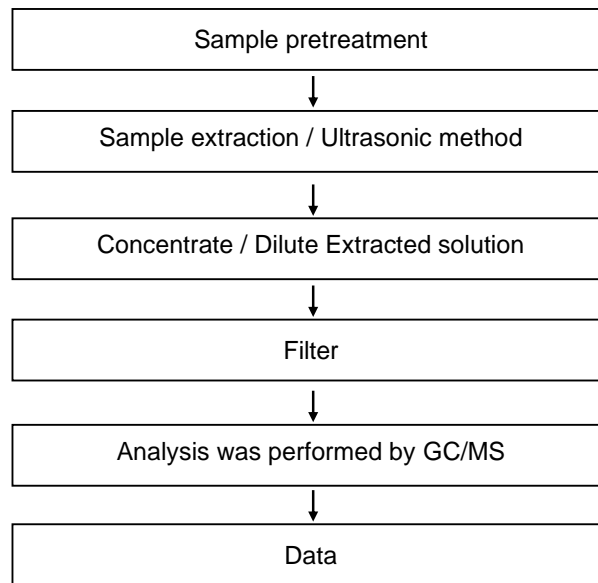 Sample pretreatment
Sample extraction / Ultrasonic method
Concentrate / Dilute Extracted solution
Filter
Analysis was performed by GC/MS
Data